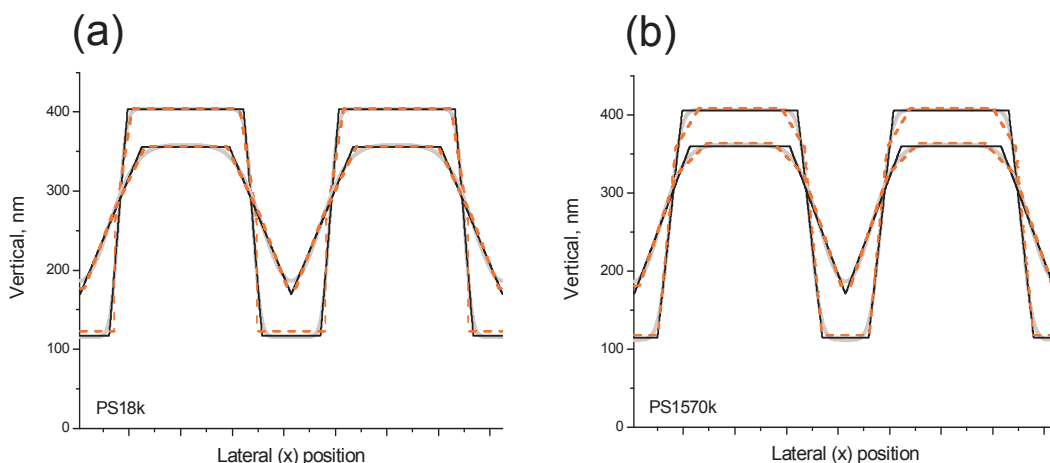 (a)
(b)
400
300
200
100
0
Vertical, nm
PS18k
Lateral (x) position
400
300
200
100
0
Vertical, nm
PS1570k
Lateral (x) position